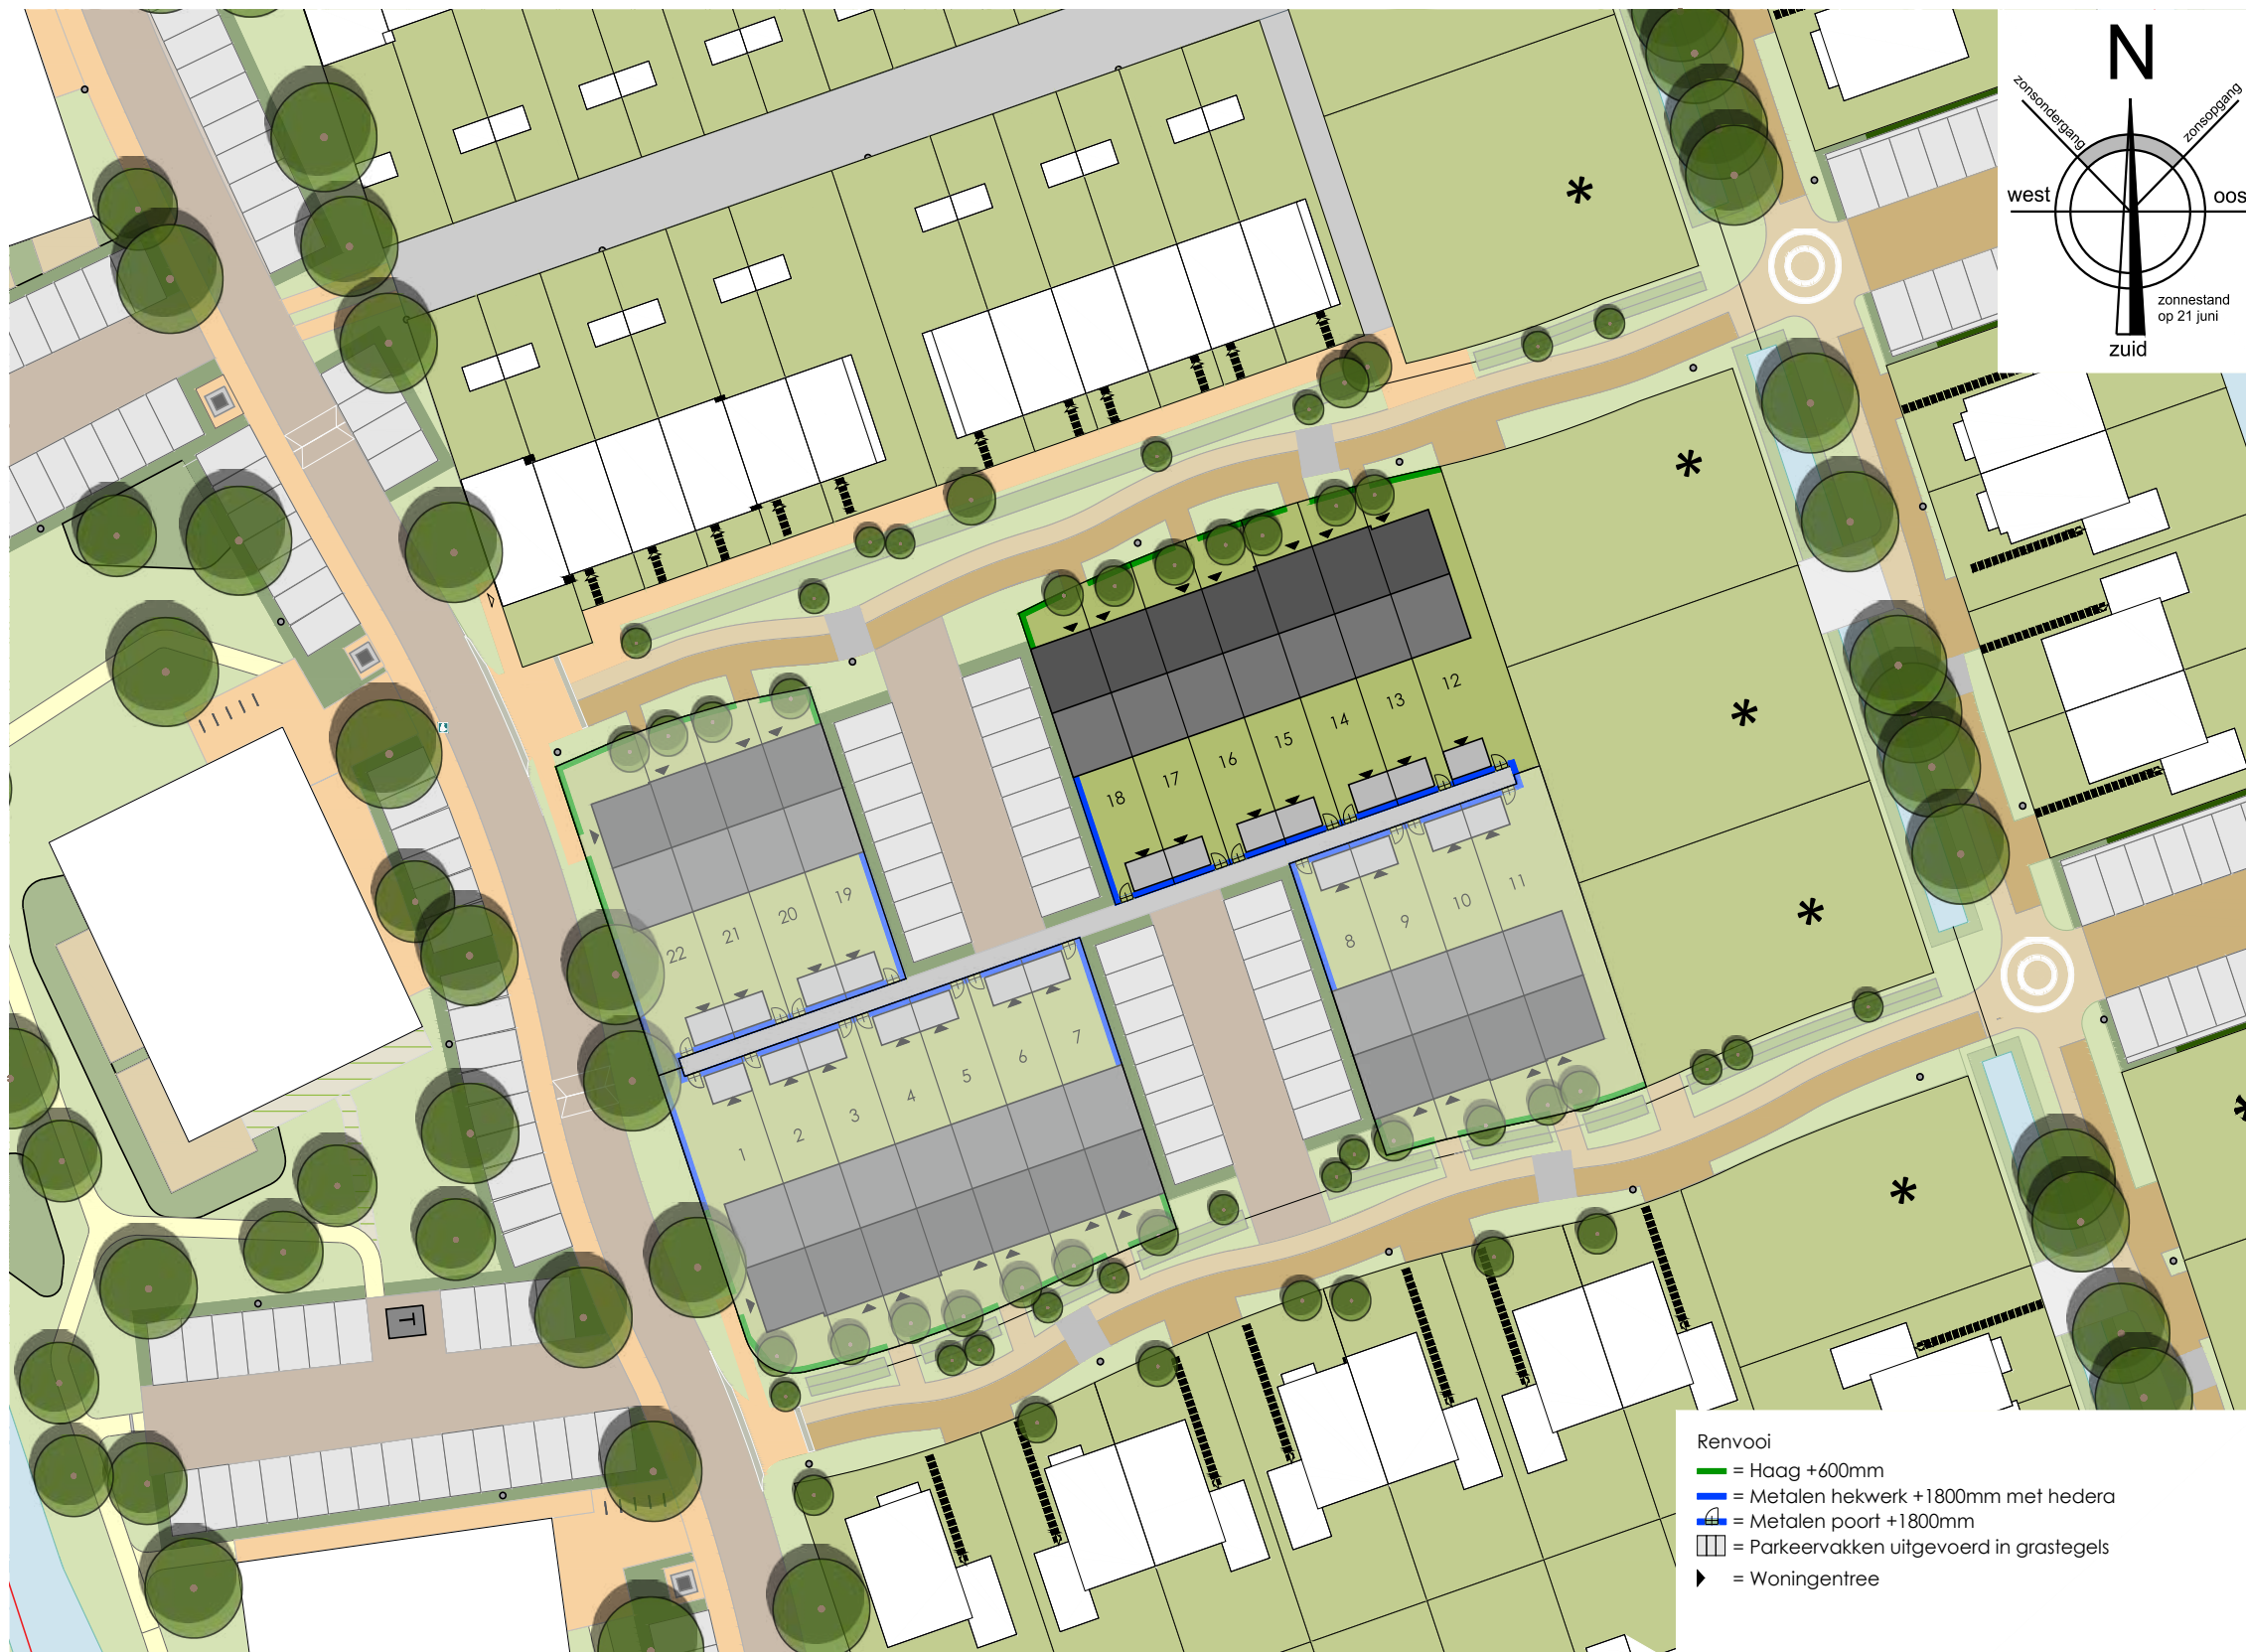 N
zonsondergang
zonsopgang
west
oos
zonnestand
op 21 juni
zuid
*
*
*
*
*
12
13
14
15
16
17
18
19
20
21
22
11
10
9
8
7
6
5
4
3
2
1
T
Renvooi
= Haag +600mm
= Metalen hekwerk +1800mm met hedera
= Metalen poort +1800mm
= Parkeervakken uitgevoerd in grastegels
= Woningentree